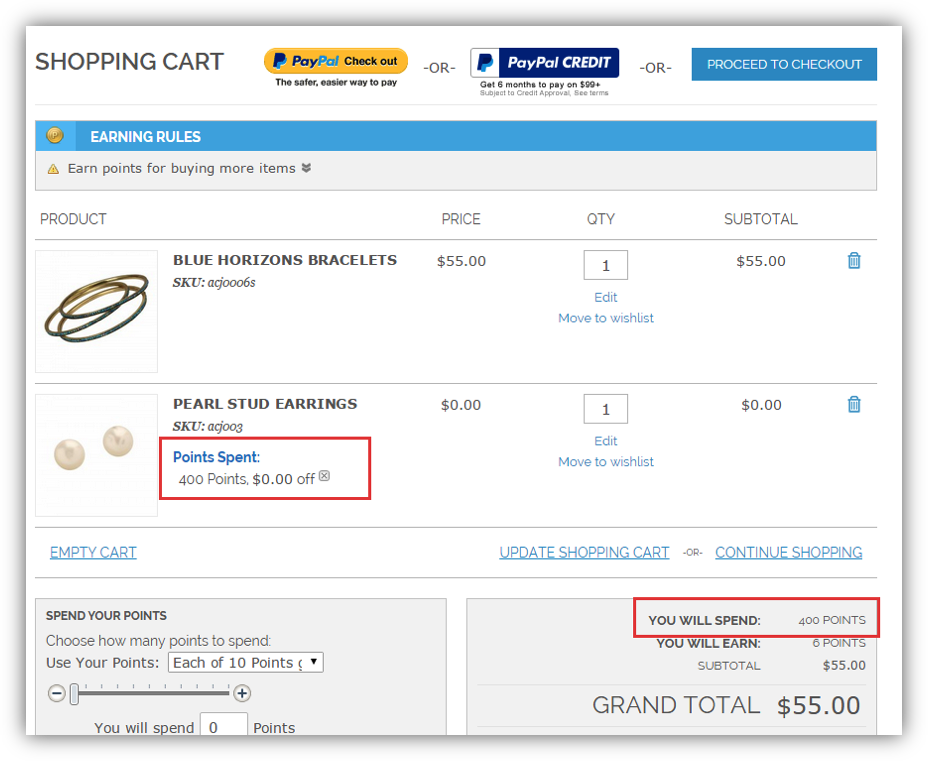 SHOPPING CART
PayPal Check out
The safer, easier way to pay
-OR-
PayPal CREDIT
Get 6 months to pay on $99+
Subject to Credit Approval, See terms
-OR-
PROCEED TO CHECKOUT
EARNING RULES
Earn points for buying more items
PRODUCT PRICE QTY SUBTOTAL
BLUE HORIZONS BRACELETS $55.00 1 $55.00
SKU: acj0006s
Edit
Move to wishlist
PEARL STUD EARRINGS $0.00 1 $0.00
SKU: acj003
Edit
Points Spent:
Move to wishlist
400 Points, $0.00 off
EMPTY CART UPDATE SHOPPING CART -OR- CONTINUE SHOPPING
SPEND YOUR POINTS
Choose how many points to spend:
Use Your Points: Each of 10 Points g
You will spend 0 Points
YOU WILL SPEND: 400 POINTS
YOU WILL EARN: 6 POINTS
SUBTOTAL $55.00
GRAND TOTAL $55.00